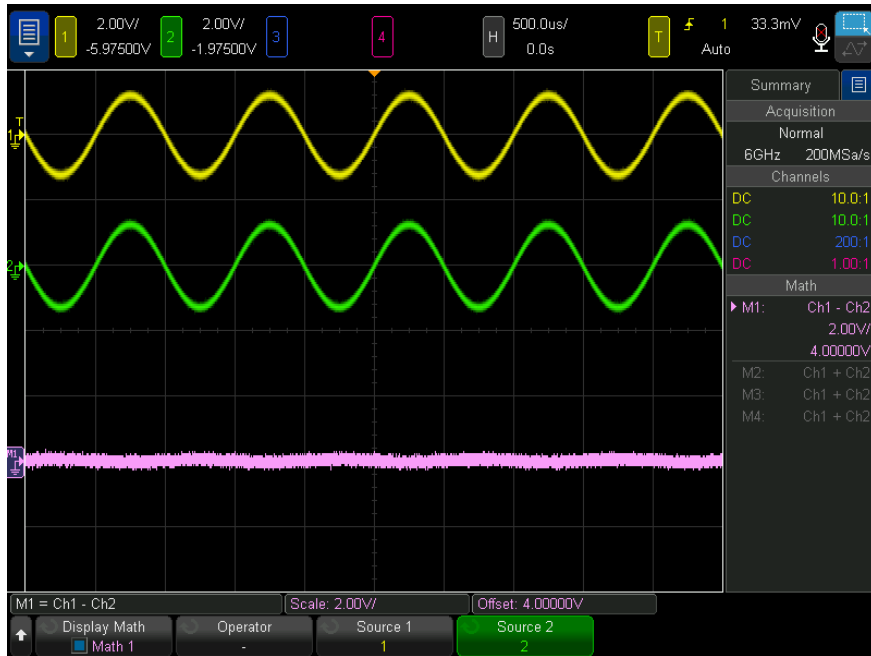 1 2.00V/ 2 2.00V/ 3 4 H 500.0us/ T 1 33.3mV
-5.97500V -1.97500V 0.0s Auto
Summary
Acquisition
Normal
6GHz 200MSa/s
Channels
DC 10.0:1
DC 10.0:1
DC 200:1
DC 1.00:1
Math
M1: Ch1 - Ch2
2.00V/
4.00000V
M2: Ch1 + Ch2
M3: Ch1 + Ch2
M4: Ch1 + Ch2
T
1
2
M1
M1 = Ch1 - Ch2 Scale: 2.00V/ Offset: 4.00000V
Display Math Operator Source 1 Source 2
Math 1 - 1 2